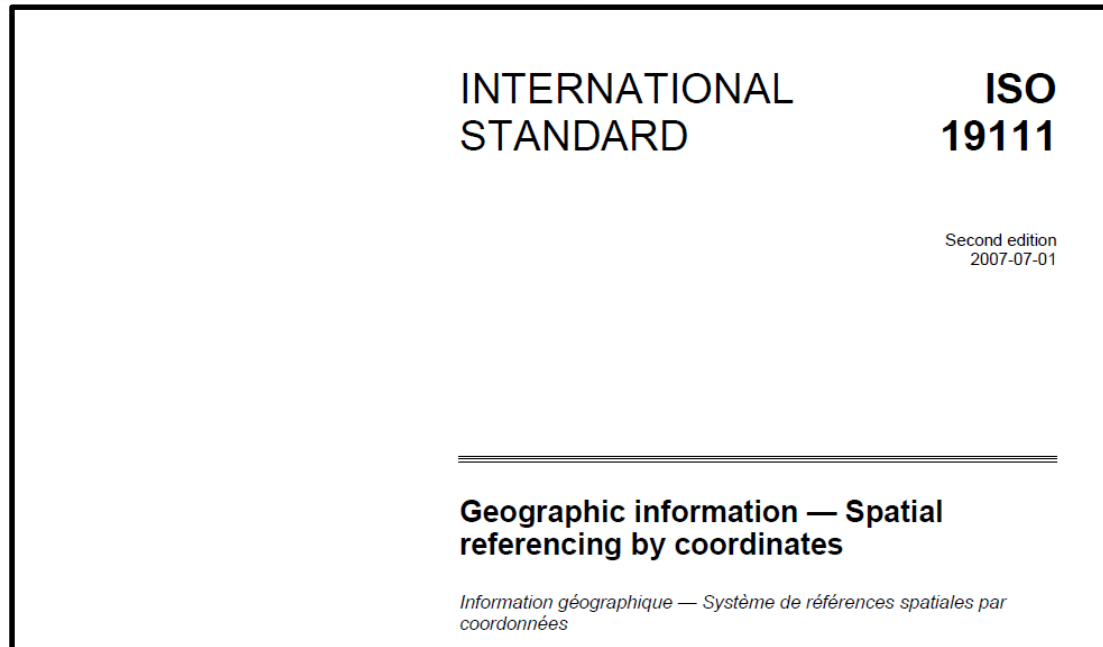 INTERNATIONAL STANDARD
ISO 19111
Second edition
2007-07-01
Geographic information — Spatial
referencing by coordinates
Information géographique — Système de références spatiales par
coordonnées